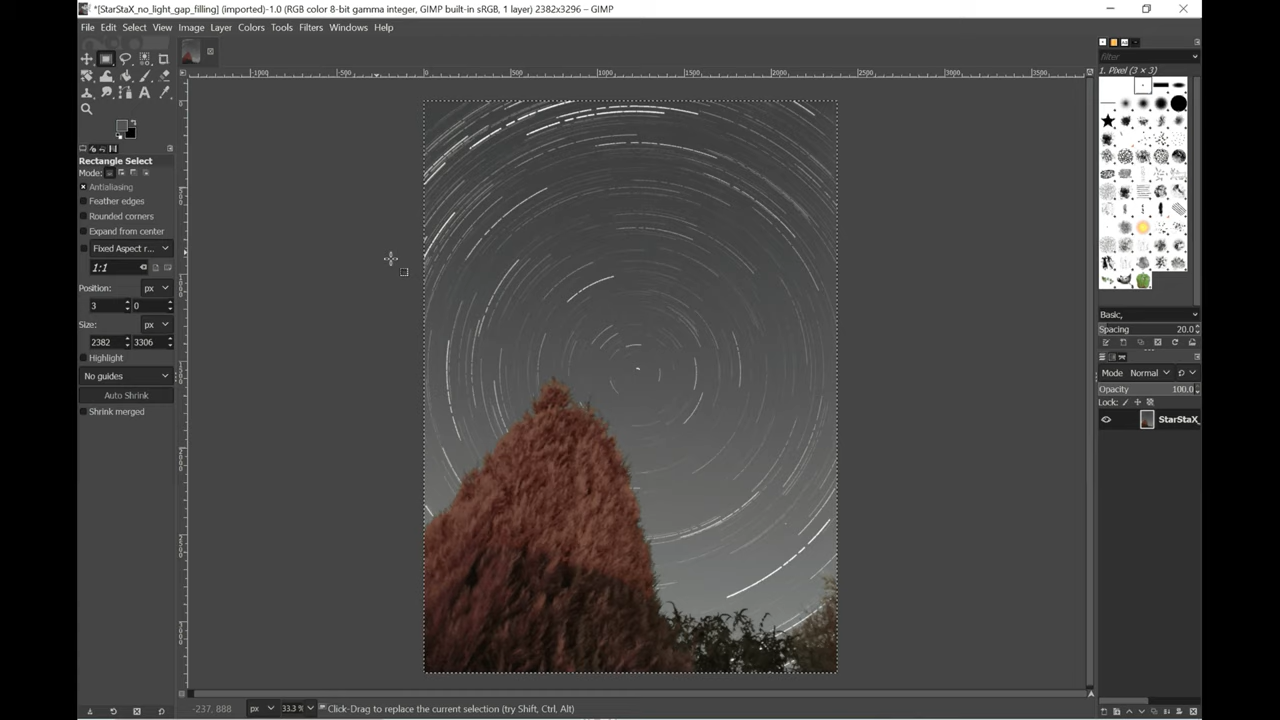 *[StarStaX_no_light_gap_filling] (imported)-1.0 (RGB color 8-bit gamma integer, GIMP built-in sRGB, 1 layer) 2382x3296 – GIMP
File Edit Select View Image Layer Colors Tools Filters Windows Help
filter
1. Pixel (3 × 3)
Rectangle Select
Mode:
Antialiasing
Feather edges
Rounded corners
Expand from center
Fixed Aspect r...
1:1
Position: px
3 0
Size: px
2382 3306
Highlight
No guides
Auto Shrink
Shrink merged
-1000 -500 0 500 1000 1500 2000 2500 3000 3500
Basic,
Spacing 20.0
Mode Normal
Opacity 100.0
Lock:
StarStaX_
-237, 888 px 33.3 % Click-Drag to replace the current selection (try Shift, Ctrl, Alt)